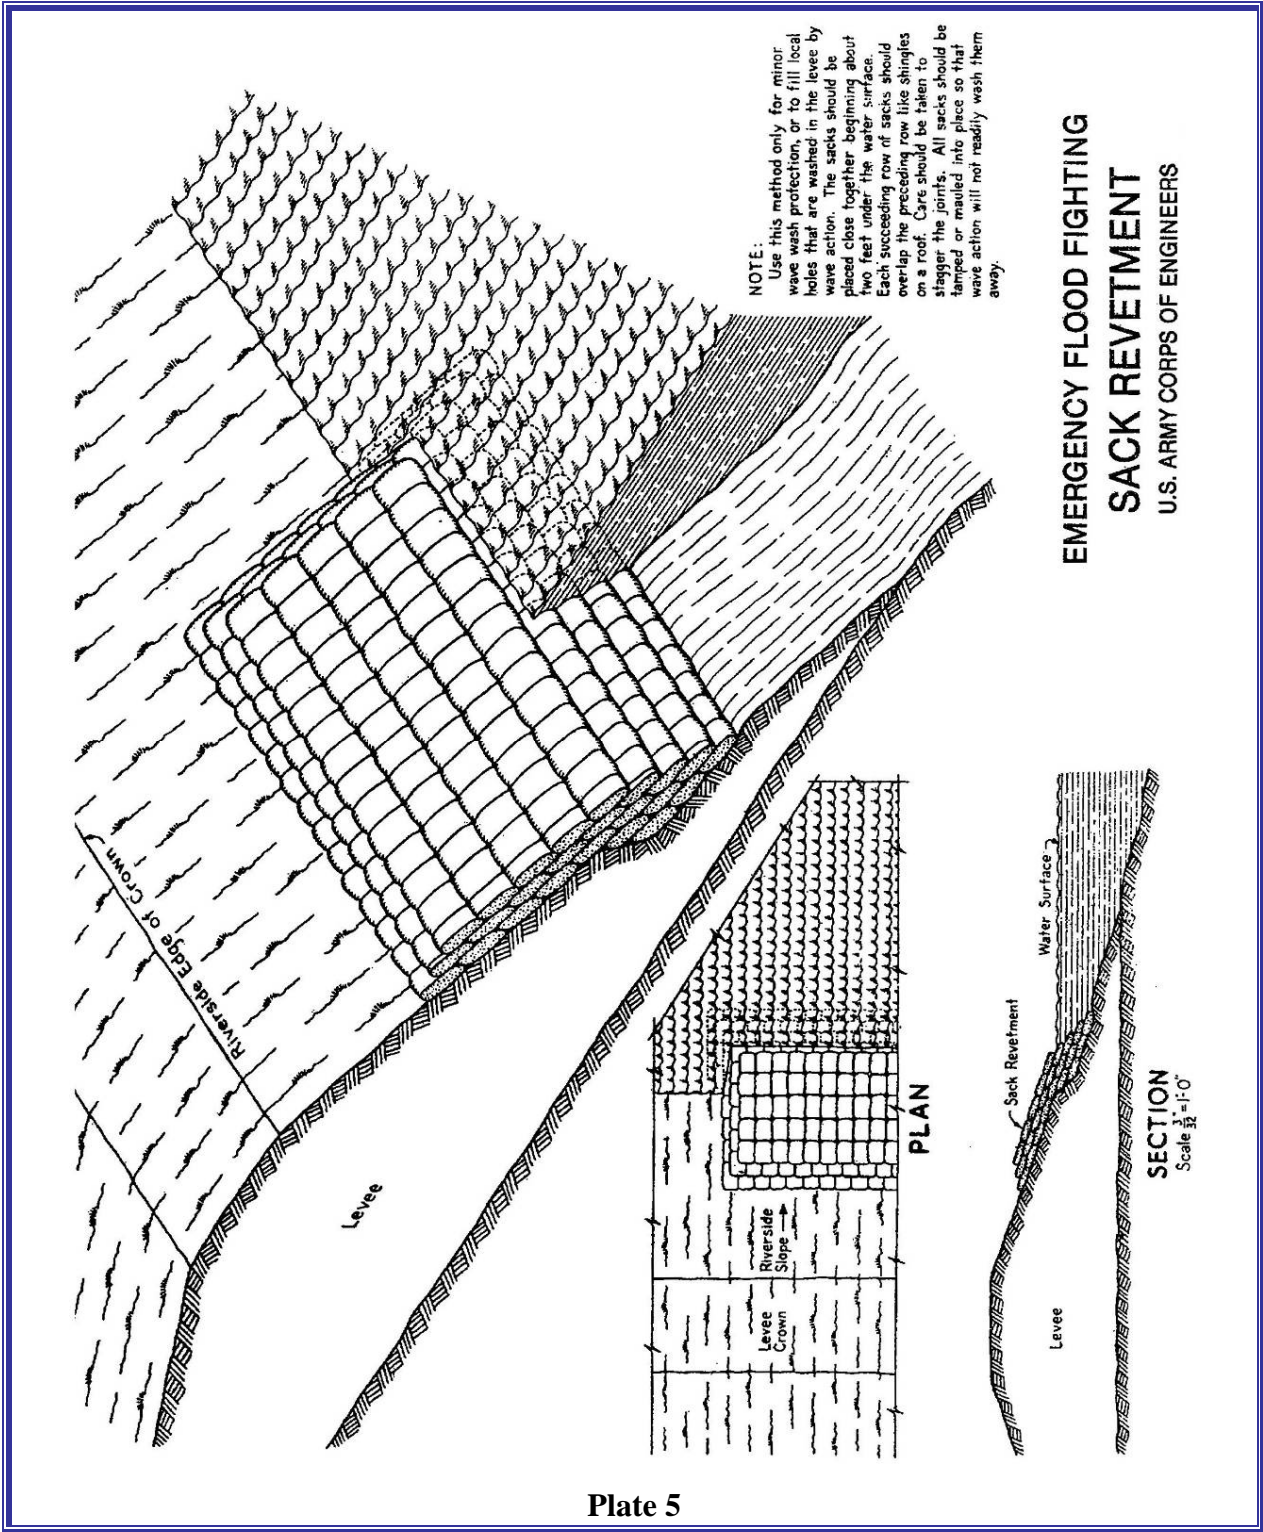 NOTE:
Use this method only for minor
wave wash protection, or to fill local
holes that are washed in the levee by
wave action. The sacks should be
placed close together beginning about
two feet under the water surface.
Each succeeding row of sacks should
overlap the preceding row like shingles
on a roof. Care should be taken to
stagger the joints. All sacks should be
tamped or mauled into place so that
wave action will not readily wash them
away.
EMERGENCY FLOOD FIGHTING
SACK REVETMENT
U.S. ARMY CORPS OF ENGINEERS
Riverside Edge of Crown
Levee
Levee
Crown
Riverside
Slope
PLAN
Levee
Sack Revetment
Water Surface
SECTION
Scale 3/32" = 1'-0"
Plate 5